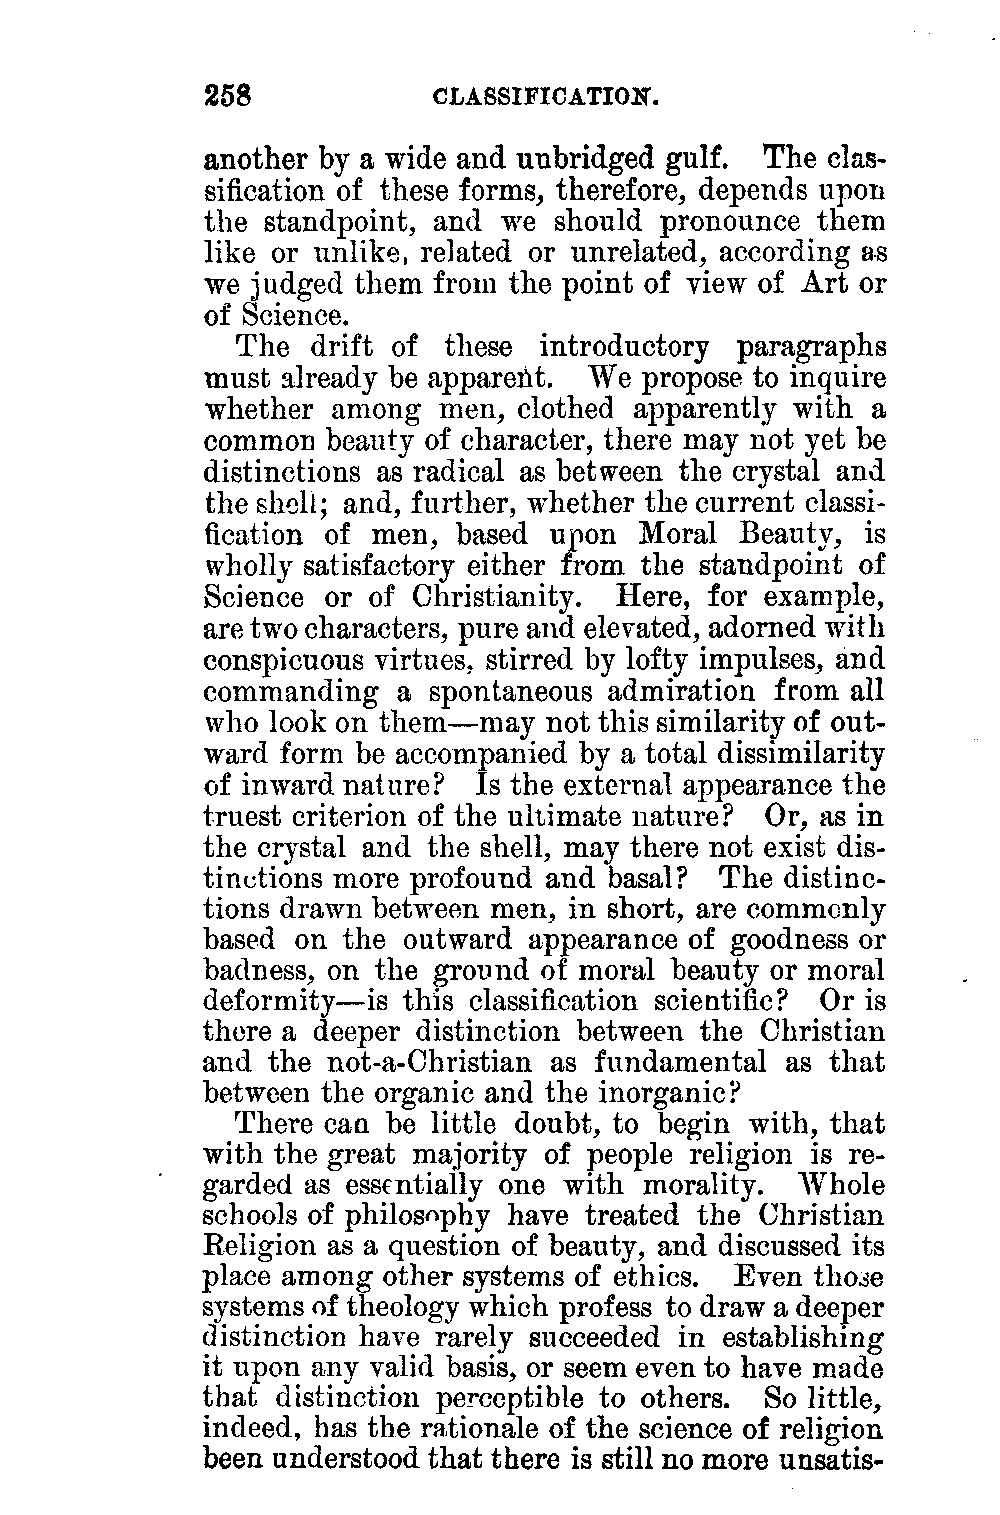 258 CLASSIFICATION.
another by a wide and unbridged gulf. The clas-
sification of these forms, therefore, depends upon
the standpoint, and we should pronounce them
like or unlike, related or unrelated, according as
we judged them from the point of view of Art or
of Science.
The drift of these introductory paragraphs
must already be apparent. We propose to inquire
whether among men, clothed apparently with a
common beauty of character, there may not yet be
distinctions as radical as between the crystal and
the shell; and, further, whether the current classi-
fication of men, based upon Moral Beauty, is
wholly satisfactory either from the standpoint of
Science or of Christianity. Here, for example,
are two characters, pure and elevated, adorned with
conspicuous virtues, stirred by lofty impulses, and
commanding a spontaneous admiration from all
who look on them—may not this similarity of out-
ward form be accompanied by a total dissimilarity
of inward nature? Is the external appearance the
truest criterion of the ultimate nature? Or, as in
the crystal and the shell, may there not exist dis-
tinctions more profound and basal? The distinc-
tions drawn between men, in short, are commonly
based on the outward appearance of goodness or
badness, on the ground of moral beauty or moral
deformity—is this classification scientific? Or is
there a deeper distinction between the Christian
and the not-a-Christian as fundamental as that
between the organic and the inorganic?
There can be little doubt, to begin with, that
with the great majority of people religion is re-
garded as essentially one with morality. Whole
schools of philosophy have treated the Christian
Religion as a question of beauty, and discussed its
place among other systems of ethics. Even those
systems of theology which profess to draw a deeper
distinction have rarely succeeded in establishing
it upon any valid basis, or seem even to have made
that distinction perceptible to others. So little,
indeed, has the rationale of the science of religion
been understood that there is still no more unsatis-